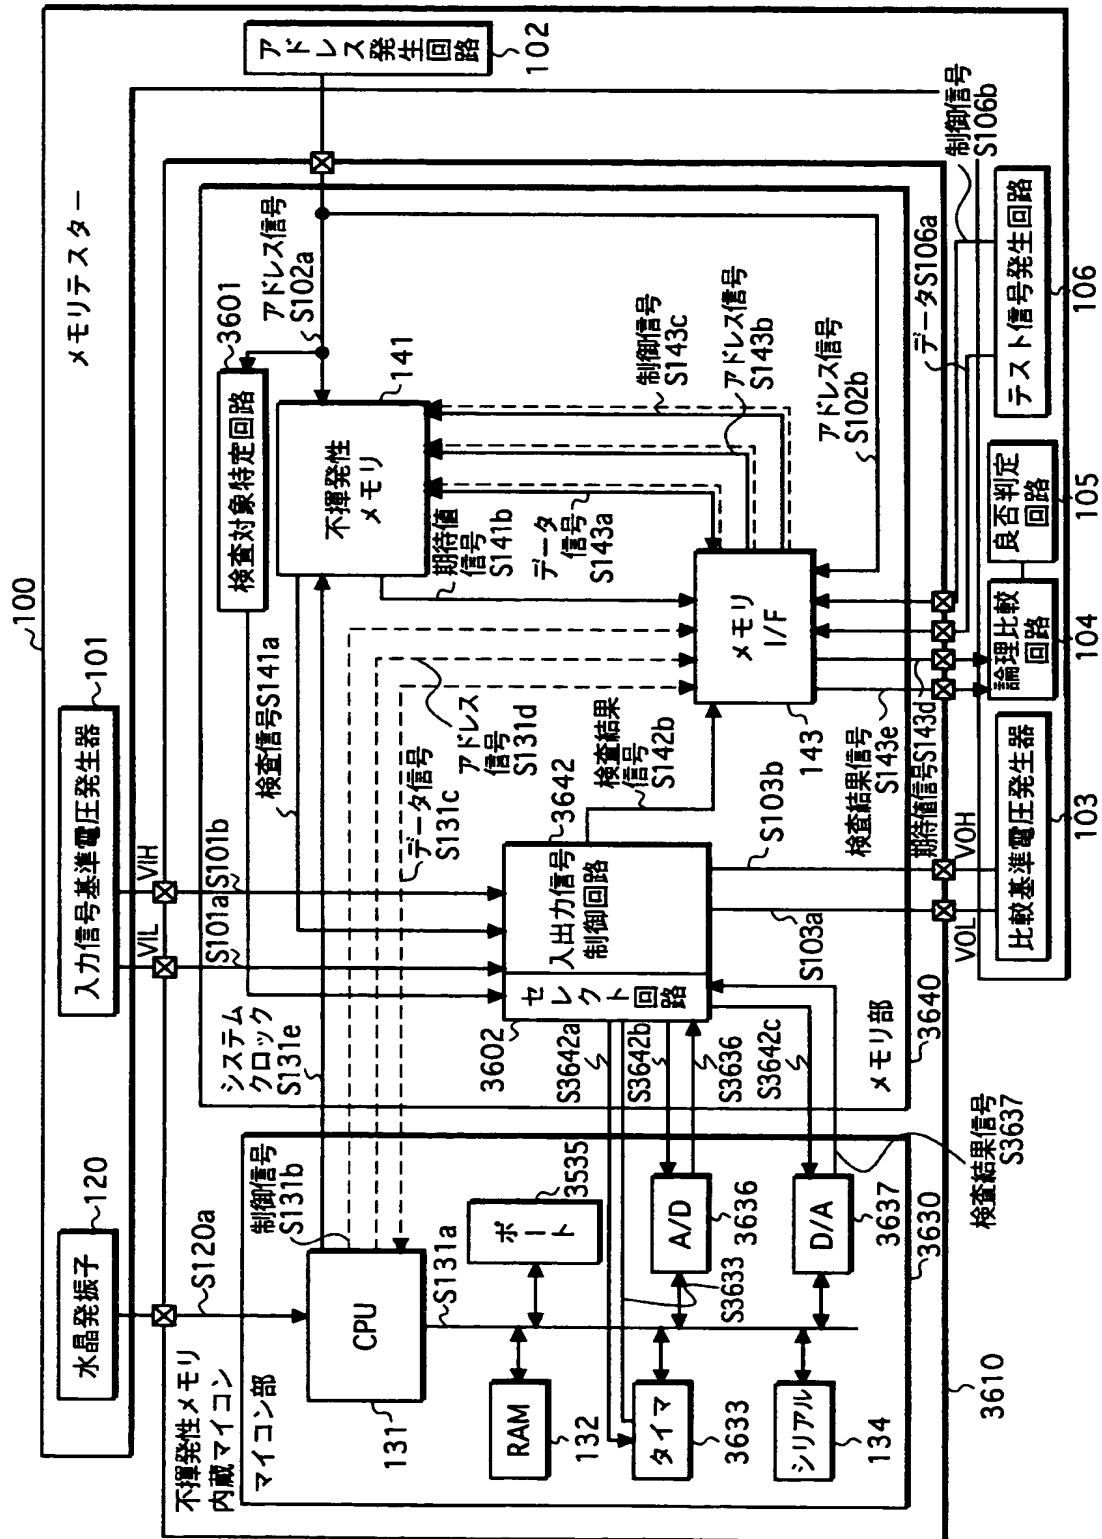 100
メモリテスター
水晶発振子
120
入力信号基準電圧発生器
101
アドレス発生回路
102
S120a
VIL
VIH
S101a
S101b
不揮発性メモリ
内蔵マイコン
マイコン部
制御信号
S131b
CPU
131
S131a
システム
クロック
S131e
検査信号S141a
検査対象特定回路
3601
アドレス信号
S102a
不揮発性
メモリ
141
期待値
信号
S141b
データ
信号
S143a
制御信号
S143c
アドレス信号
S143b
アドレス信号
S102b
データ信号
S131c
アドレス
信号
S131d
RAM
132
ポート
3535
タイマ
3633
S3633
A/D
3636
シリアル
134
D/A
3637
3602
セレクト回路
入出力信号
制御回路
3642
S3642a
S3642b
S3636
S3642c
検査結果
信号
S142b
メモリ
I/F
143
S103a
S103b
検査結果信号
S143e
期待値信号S143d
データS106a
制御信号
S106b
メモリ部
3640
3630
3610
検査結果信号
S3637
VOL
VOH
比較基準電圧発生器
103
論理比較
回路
104
良否判定
回路
105
テスト信号発生回路
106